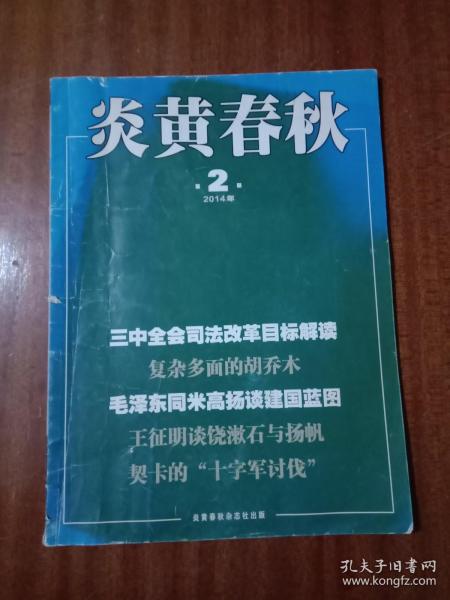 炎黄春秋
第2期
2014年
三中全会司法改革目标解读
复杂多面的胡乔木
毛泽东同米高扬谈建国蓝图
王征明谈饶漱石与扬帆
契卡的“十字军讨伐”
炎黄春秋杂志社出版
孔夫子旧书网
www.kongfz.com